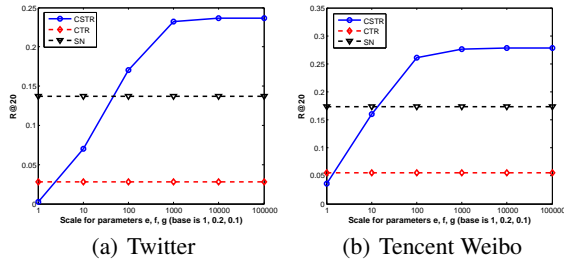 0.25
0.2
0.15
0.1
0.05
0
R@20
CSTR
CTR
SN
1 10 100 1000 10000 100000
Scale for parameters e, f, g (base is 1, 0.2, 0.1)
(a) Twitter
0.35
0.3
0.25
0.2
0.15
0.1
0.05
0
R@20
CSTR
CTR
SN
1 10 100 1000 10000 100000
Scale for parameters e, f, g (base is 1, 0.2, 0.1)
(b) Tencent Weibo